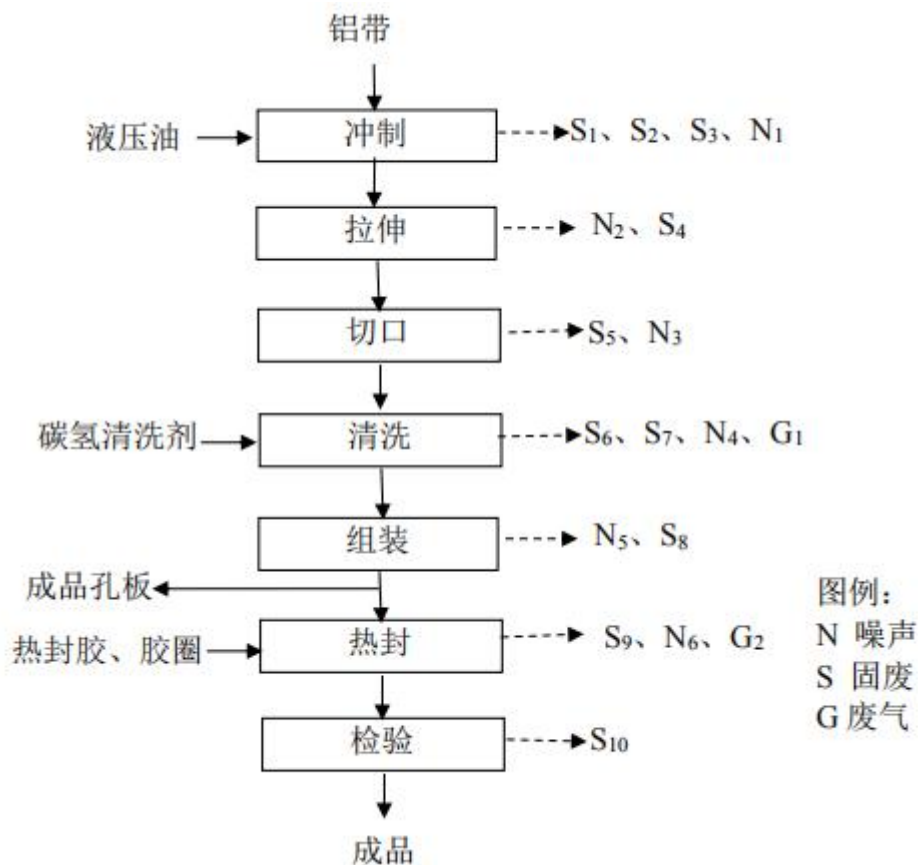 铝带
液压油
冲制
S₁、S₂、S₃、N₁
拉伸
N₂、S₄
切口
S₅、N₃
碳氢清洗剂
清洗
S₆、S₇、N₄、G₁
组装
N₅、S₈
成品孔板
热封胶、胶圈
热封
S₉、N₆、G₂
检验
S₁₀
成品
图例：
N 噪声
S 固废
G 废气